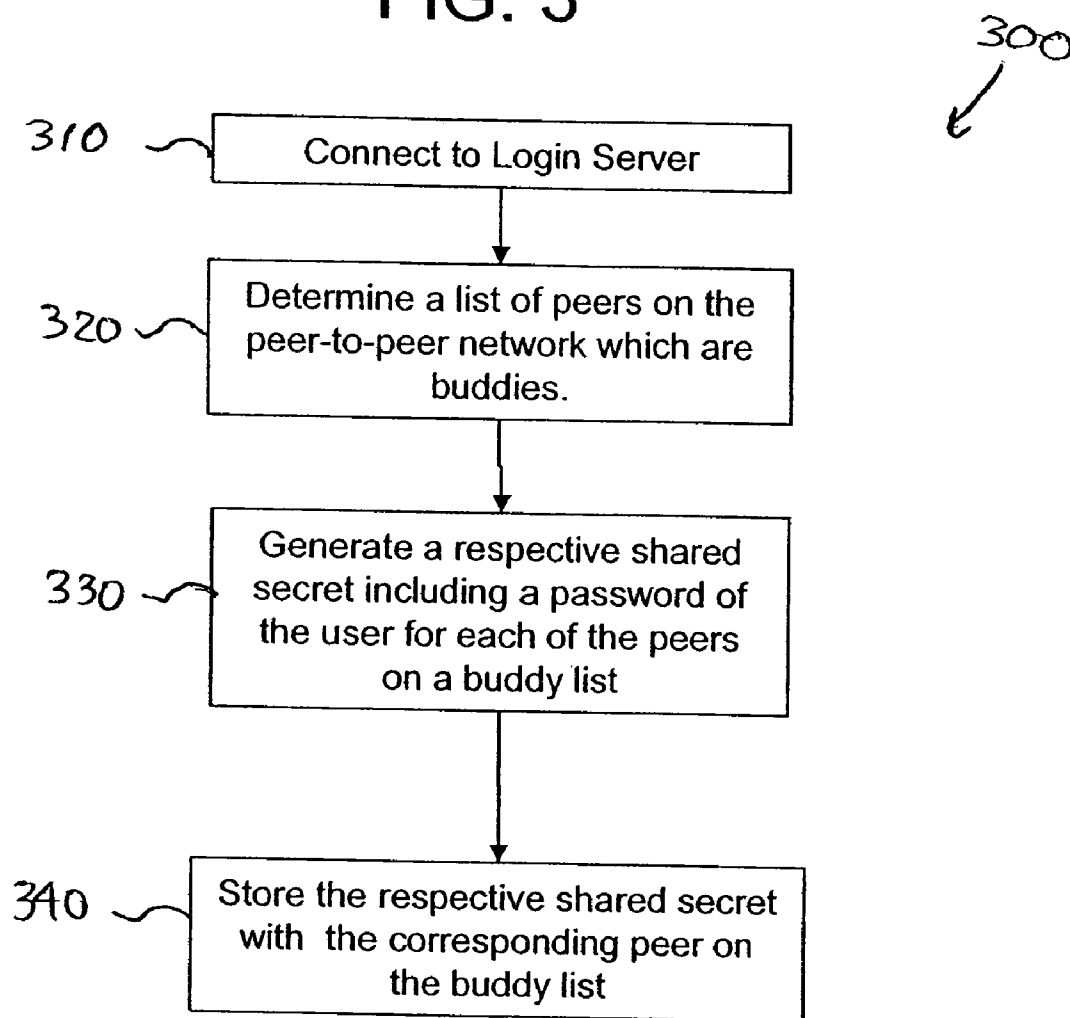 FIG. 3
300
310
Connect to Login Server
320
Determine a list of peers on the
peer-to-peer network which are
buddies.
330
Generate a respective shared
secret including a password of
the user for each of the peers
on a buddy list
340
Store the respective shared secret
with the corresponding peer on
the buddy list